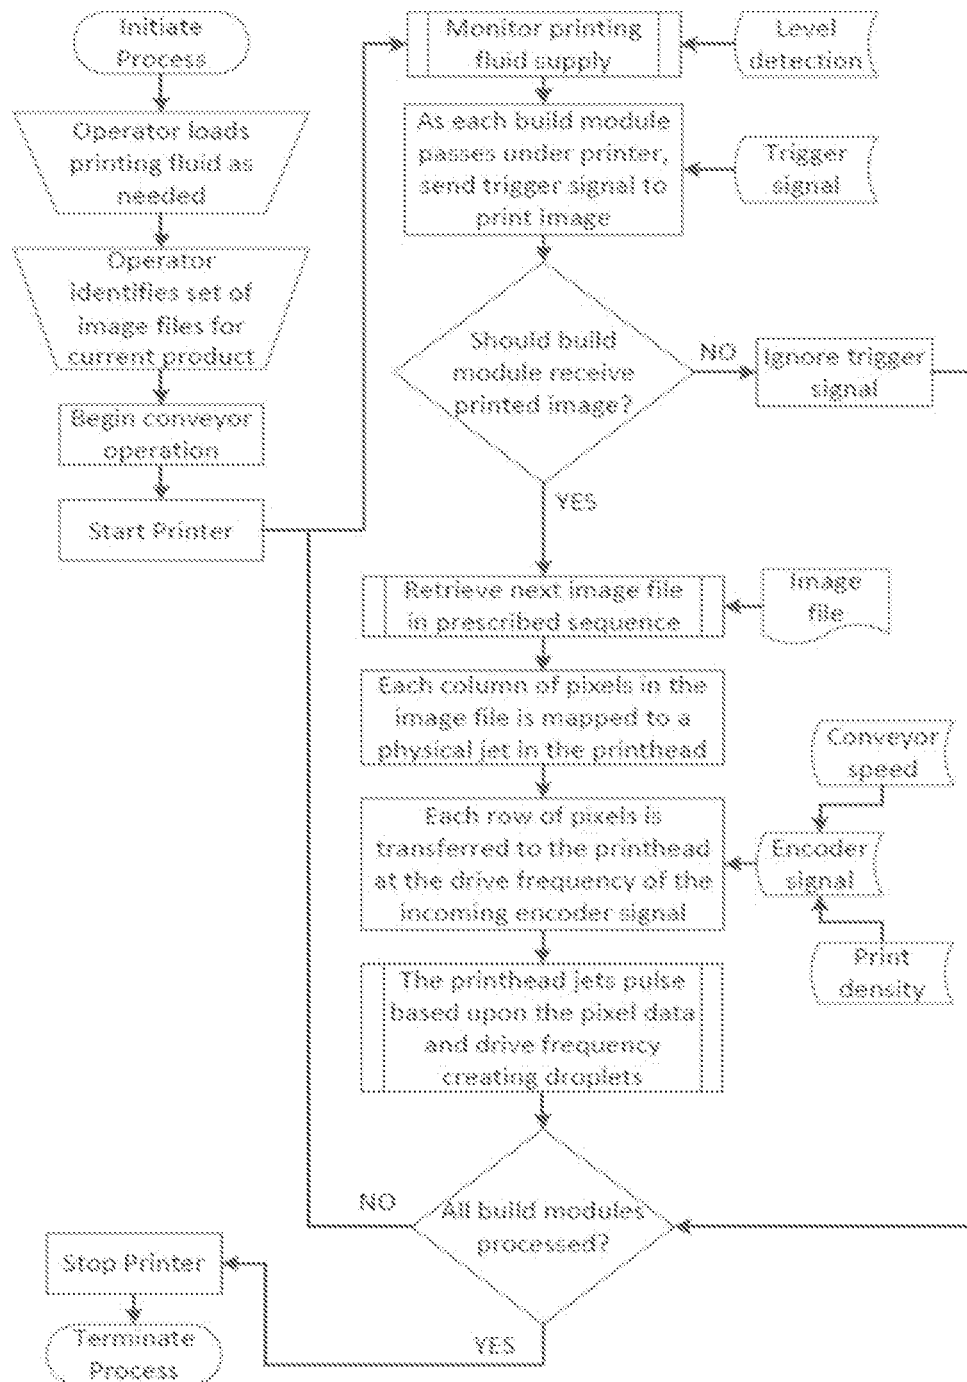 Initiate
Process
Operator loads
printing fluid as
needed
Operator
identifies set of
image files for
current product
Begin conveyor
operation
Start Printer
Monitor printing
fluid supply
Level
detection
As each build module
passes under printer,
send trigger signal to
print image
Trigger
signal
Should build
module receive
printed image?
NO
Ignore trigger
signal
YES
Retrieve next image file
in prescribed sequence
Image
file
Each column of pixels in the
image file is mapped to a
physical jet in the printhead
Conveyor
speed
Each row of pixels is
transferred to the printhead
at the drive frequency of the
incoming encoder signal
Encoder
signal
Print
density
The printhead jets pulse
based upon the pixel data
and drive frequency
creating droplets
All build modules
processed?
NO
YES
Stop Printer
Terminate
Process